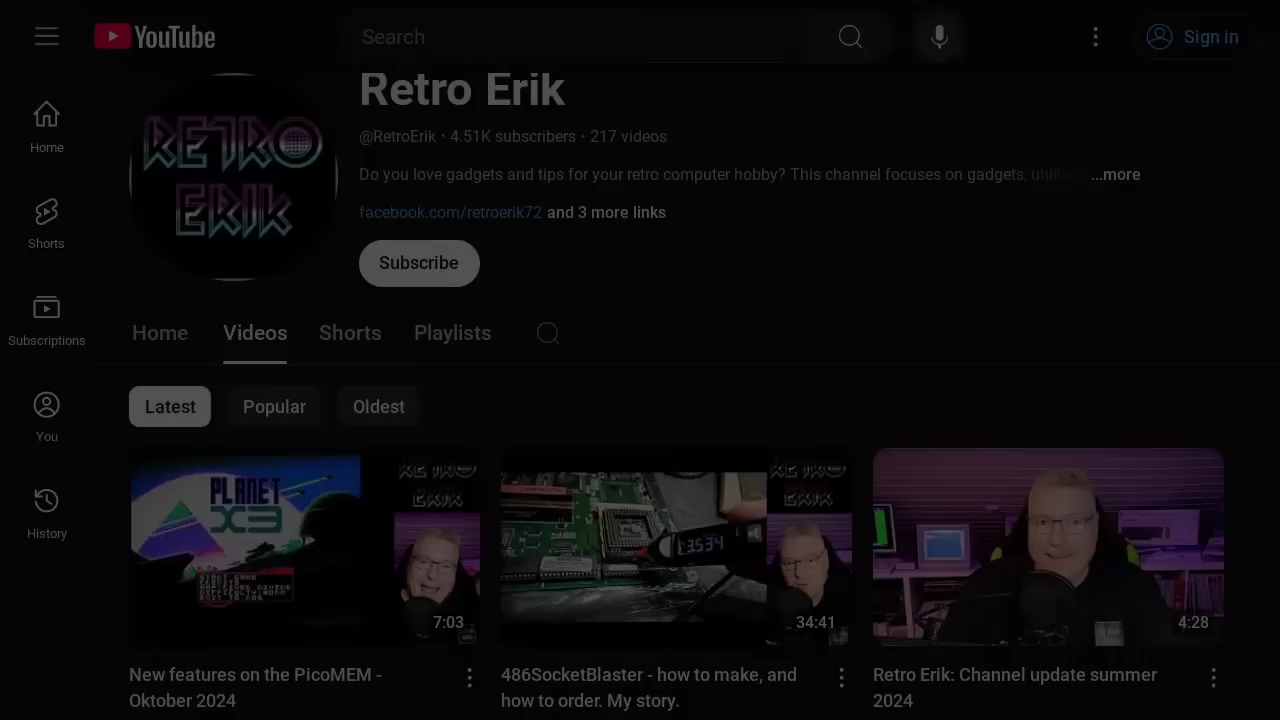 YouTube
Search
Sign in
Home
Shorts
Subscriptions
You
History
RETRO
ERIK
Retro Erik
@RetroErik · 4.51K subscribers · 217 videos
Do you love gadgets and tips for your retro computer hobby? This channel focuses on gadgets, ...more
facebook.com/retroerik72 and 3 more links
Subscribe
Home Videos Shorts Playlists
Latest Popular Oldest
PLANET
X3
RETRO
ERIK
7:03
RETRO
ERIK
34:41
4:28
New features on the PicoMEM -
Oktober 2024
486SocketBlaster - how to make, and
how to order. My story.
Retro Erik: Channel update summer
2024